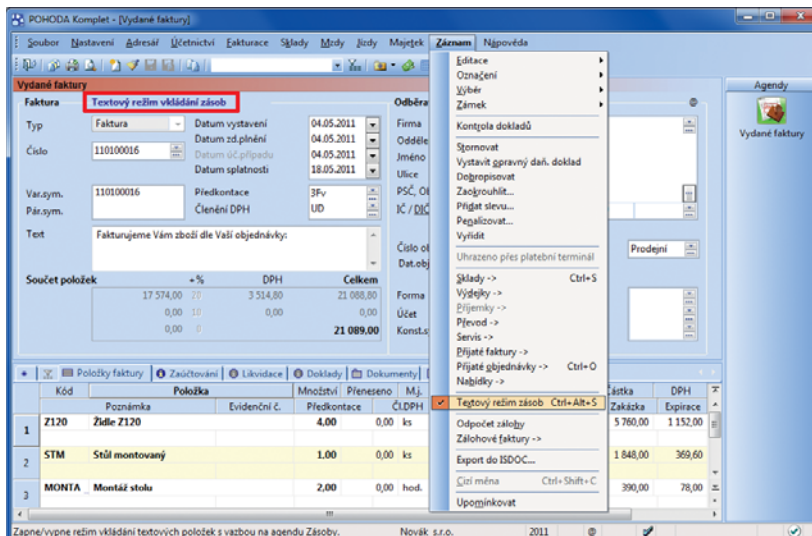 POHODA Komplet - [Vydané faktury]
Soubor Nastavení Adresář Účetnictví Fakturace Sklady Mzdy Jízdy Majetek Záznam Nápověda
Vydané faktury
Agendy
Vydané faktury
Faktura Textový režim vkládání zásob
Typ Faktura
Číslo 110100016
Var.sym. 110100016
Pár.sym.
Datum vystavení 04.05.2011
Datum zd.plnění 04.05.2011
Datum úč.případu 04.05.2011
Datum splatnosti 18.05.2011
Předkontace 3Fv
Členění DPH UD
Text Fakturujeme Vám zboží dle Vaší objednávky:
Součet položek +% DPH Celkem
17 574,00 20 3 514,80 21 088,80
0,00 10 0,00 0,00
0,00 0 21 089,00
Odběra
Firma
Odděle
Jméno
Ulice
PSČ, Ob
IČ / DIČ
Číslo ob
Dat.obj
Prodejní
Forma
Účet
Konst.s
Editace
Označení
Výběr
Zámek
Kontrola dokladů
Stornovat
Vystavit opravný daň. doklad
Dobropisovat
Zaokrouhlit...
Přidat slevu...
Penalizovat...
Vyřídit
Uhrazeno přes platební terminál
Sklady -> Ctrl+S
Výdejky ->
Příjemky ->
Převod ->
Servis ->
Přijaté faktury ->
Přijaté objednávky -> Ctrl+O
Nabídky ->
Textový režim zásob Ctrl+Alt+S
Odpočet zálohy
Zálohové faktury ->
Export do ISDOC...
Cizí měna Ctrl+Shift+C
Upomínkovat
Položky faktury Zaúčtování Likvidace Doklady Dokumenty
Kód Položka Množství Přeneseno M.j. Částka DPH
Poznámka Evidenční č. Předkontace Čl.DPH Zakázka Expirace
1 Z120 Židle Z120 4,00 0,00 ks 5 760,00 1 152,00
2 STM Stůl montovaný 1,00 0,00 ks 1 848,00 369,60
3 MONTA Montáž stolu 2,00 0,00 hod. 390,00 78,00
Zapne/vypne režim vkládání textových položek s vazbou na agendu Zásoby. Novák s.r.o. 2011 @